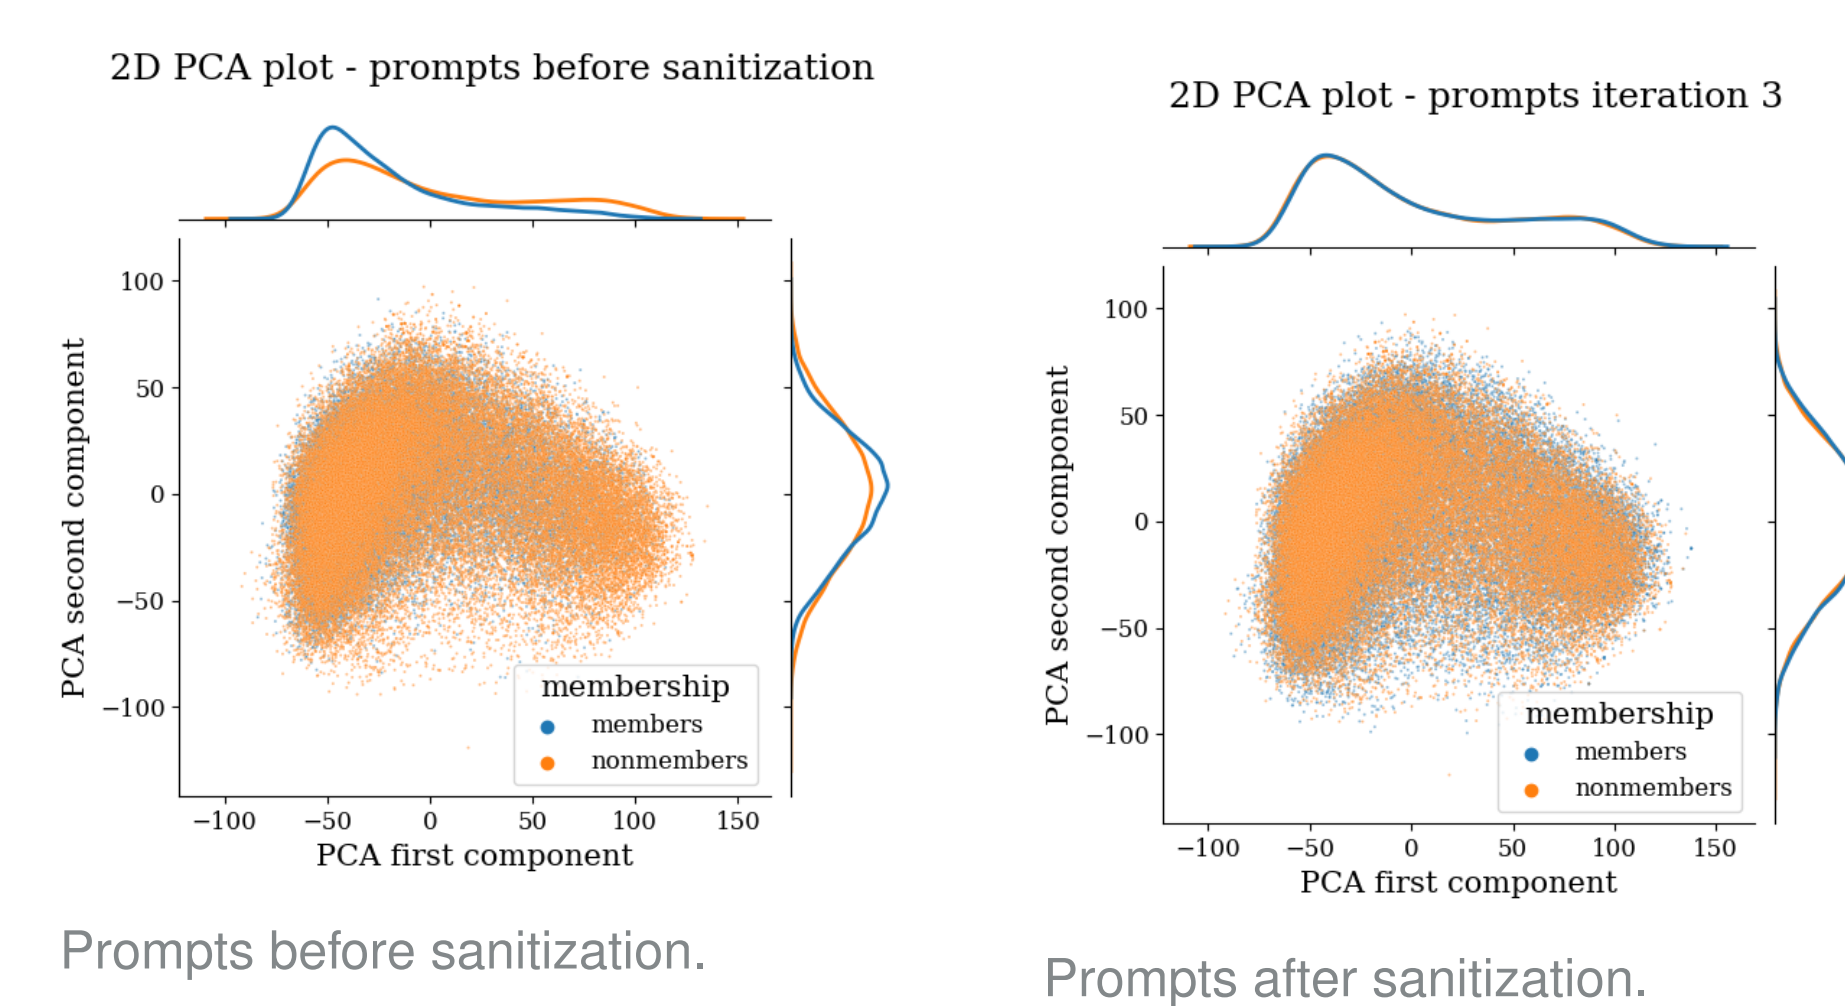 2D PCA plot - prompts before sanitization
100
50
0
−50
−100
PCA second component
membership
members
nonmembers
−100 −50 0 50 100 150
PCA first component
Prompts before sanitization.
2D PCA plot - prompts iteration 3
100
50
0
−50
−100
PCA second component
membership
members
nonmembers
−100 −50 0 50 100 150
PCA first component
Prompts after sanitization.